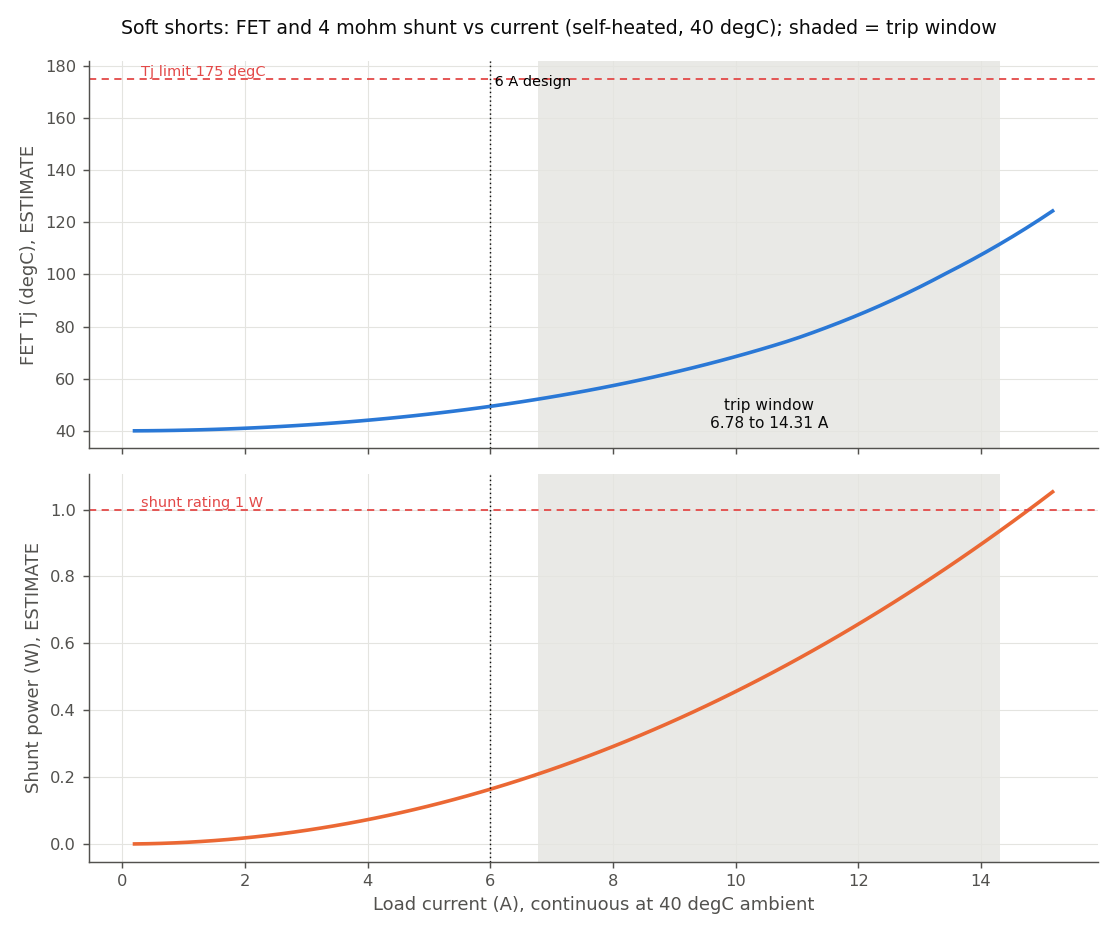 Soft shorts: FET and 4 mohm shunt vs current (self-heated, 40 degC); shaded = trip window
FET Tj (degC), ESTIMATE
180
160
140
120
100
80
60
40
Tj limit 175 degC
6 A design
trip window
6.78 to 14.31 A
Shunt power (W), ESTIMATE
1.0
0.8
0.6
0.4
0.2
0.0
shunt rating 1 W
0
2
4
6
8
10
12
14
Load current (A), continuous at 40 degC ambient